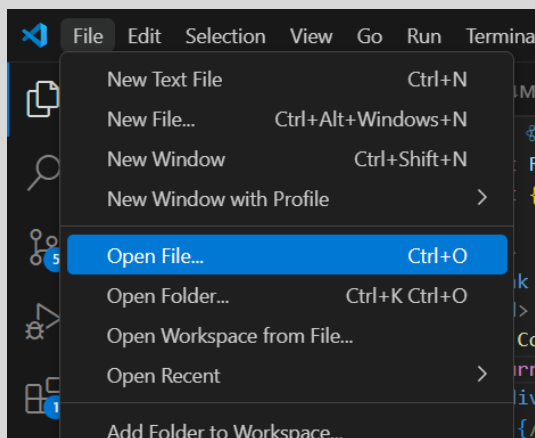 File Edit Selection View Go Run
New Text File Ctrl+N
New File... Ctrl+Alt+Windows+N
New Window Ctrl+Shift+N
New Window with Profile
Open File... Ctrl+O
5
Open Folder... Ctrl+K Ctrl+O
Open Workspace from File...
Open Recent
1
Add Folder to Workspace...